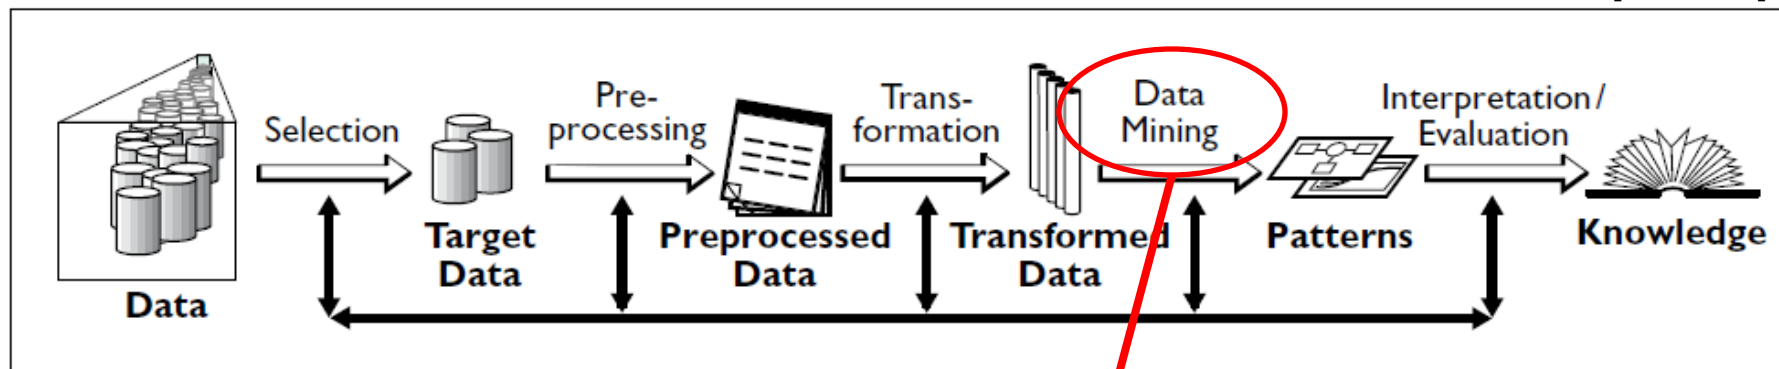 Selection
Pre-
processing
Trans-
formation
Data
Mining
Interpretation/
Evaluation
Data
Target
Data
Preprocessed
Data
Transformed
Data
Patterns
Knowledge